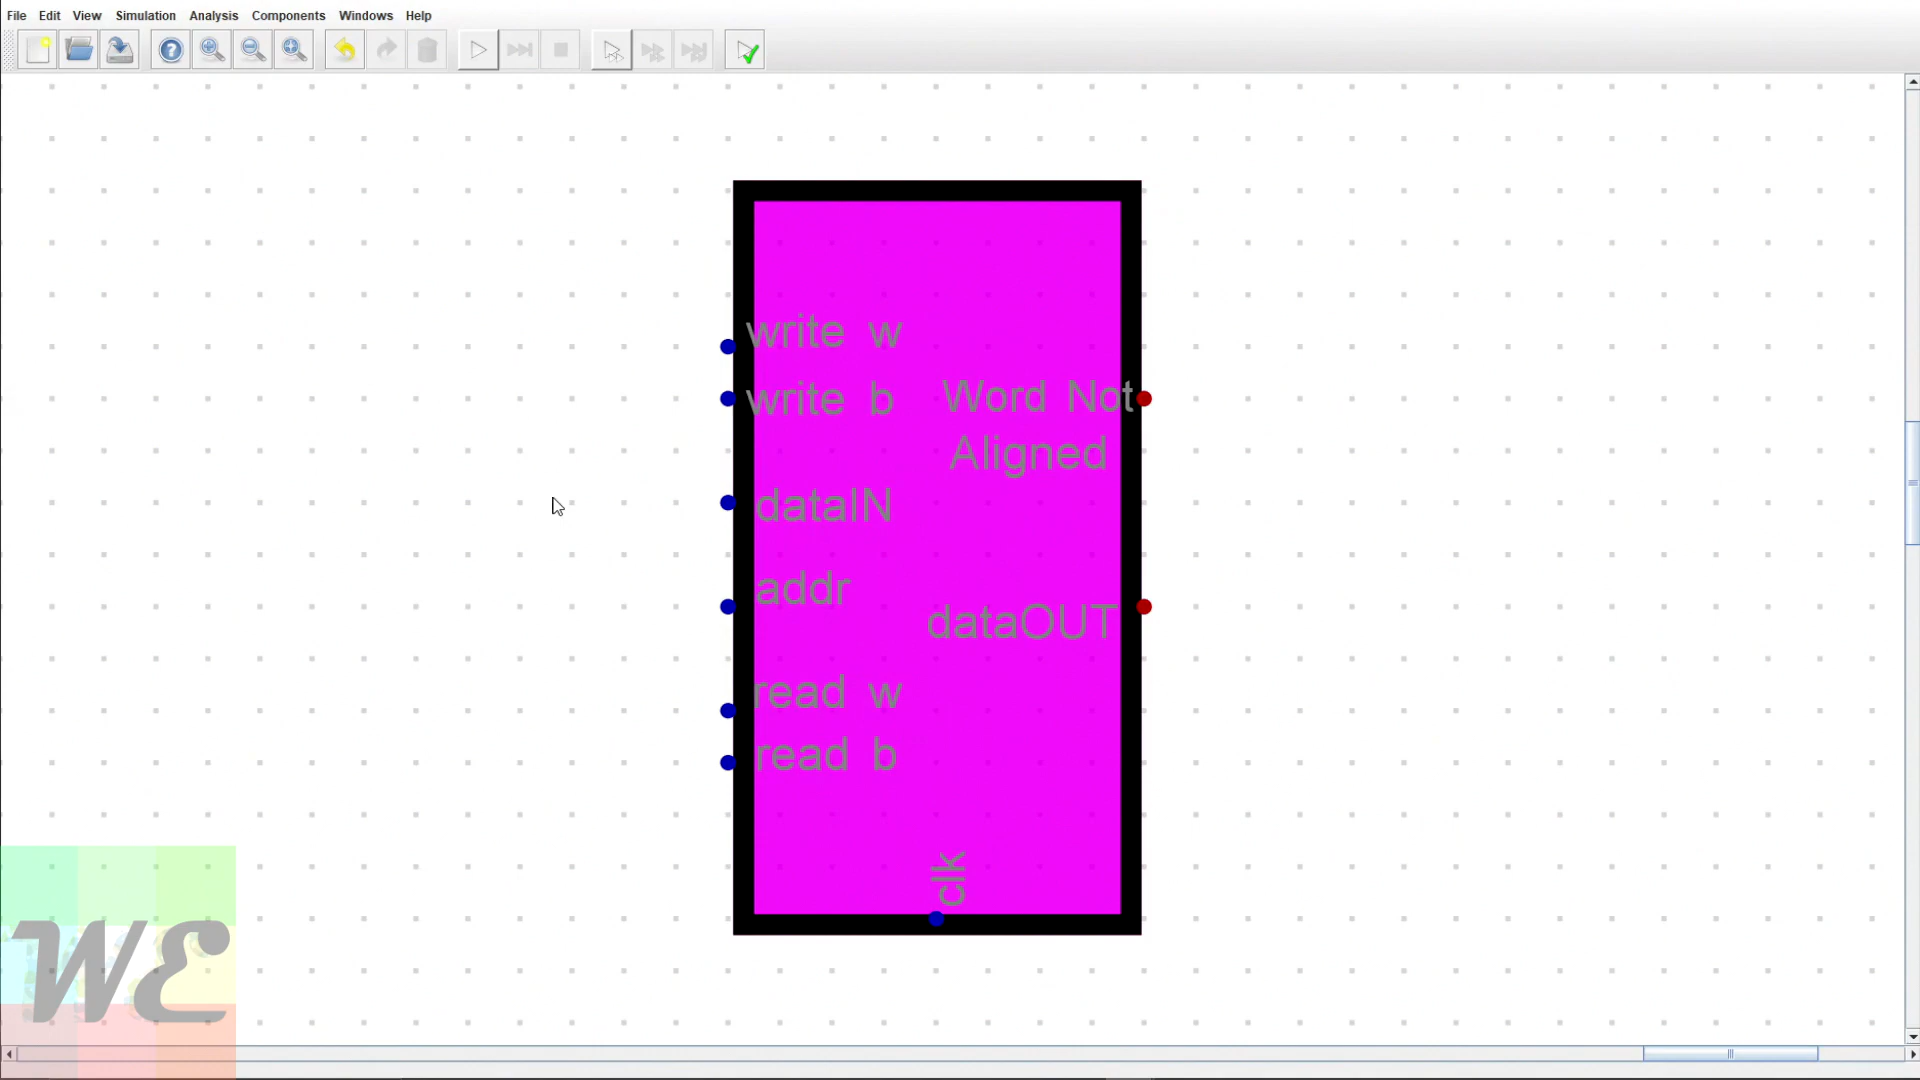 File Edit View Simulation Analysis Components Windows Help
write w
write b
Word Not
Aligned
dataIN
addr
dataOUT
read w
read b
clk
WE